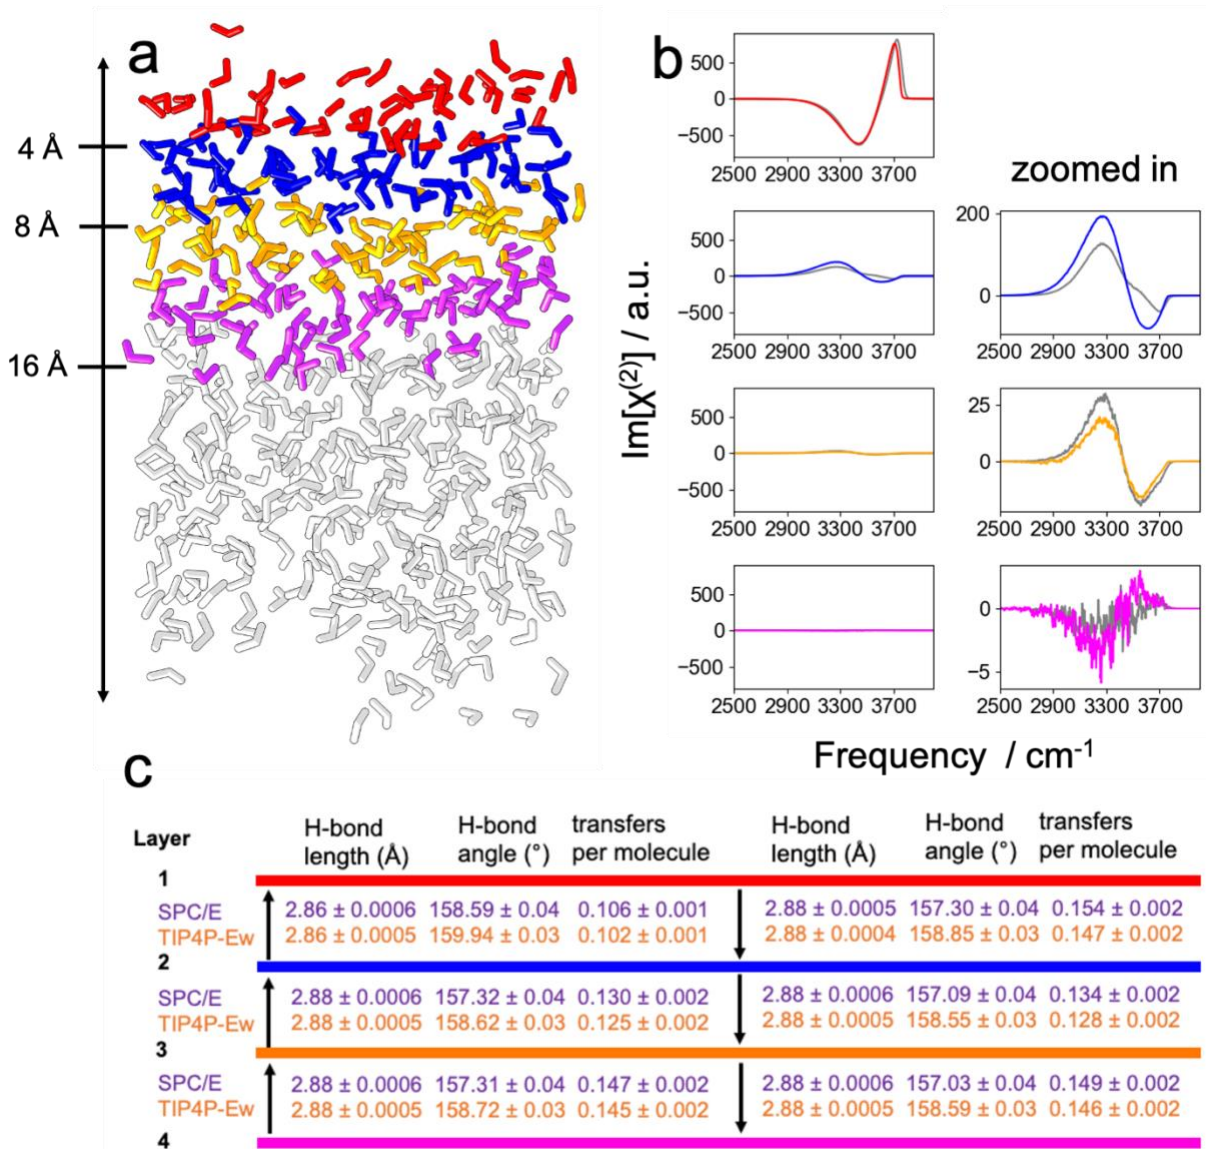 a
4 Å
8 Å
16 Å
b
500
0
−500
2500 2900 3300 3700
zoomed in
500
0
−500
2500 2900 3300 3700
200
0
2500 2900 3300 3700
500
0
−500
2500 2900 3300 3700
25
0
2500 2900 3300 3700
500
0
−500
2500 2900 3300 3700
0
−5
2500 2900 3300 3700
Im[χ(2)] / a.u.
Frequency / cm-1
c
Layer
H-bond length (Å) H-bond angle (°) transfers per molecule H-bond length (Å) H-bond angle (°) transfers per molecule
1
SPC/E 2.86 ± 0.0006 158.59 ± 0.04 0.106 ± 0.001 2.88 ± 0.0005 157.30 ± 0.04 0.154 ± 0.002
TIP4P-Ew 2.86 ± 0.0005 159.94 ± 0.03 0.102 ± 0.001 2.88 ± 0.0004 158.85 ± 0.03 0.147 ± 0.002
2
SPC/E 2.88 ± 0.0006 157.32 ± 0.04 0.130 ± 0.002 2.88 ± 0.0006 157.09 ± 0.04 0.134 ± 0.002
TIP4P-Ew 2.88 ± 0.0005 158.62 ± 0.03 0.125 ± 0.002 2.88 ± 0.0005 158.55 ± 0.03 0.128 ± 0.002
3
SPC/E 2.88 ± 0.0006 157.31 ± 0.04 0.147 ± 0.002 2.88 ± 0.0006 157.03 ± 0.04 0.149 ± 0.002
TIP4P-Ew 2.88 ± 0.0005 158.72 ± 0.03 0.145 ± 0.002 2.88 ± 0.0005 158.59 ± 0.03 0.146 ± 0.002
4